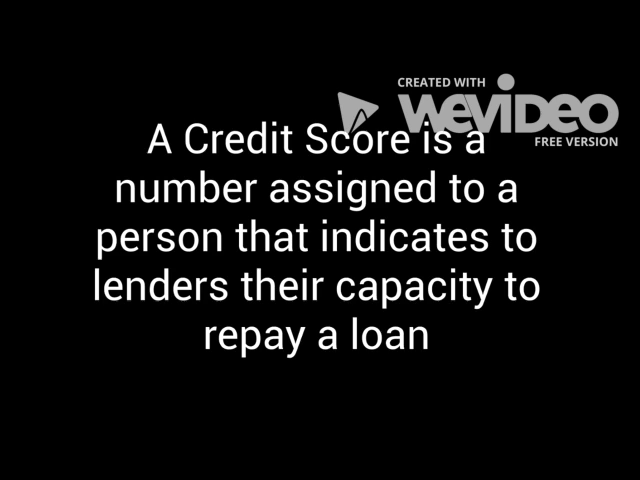 CREATED WITH
WEVIDEO
FREE VERSION
A Credit Score is a
number assigned to a
person that indicates to
lenders their capacity to
repay a loan